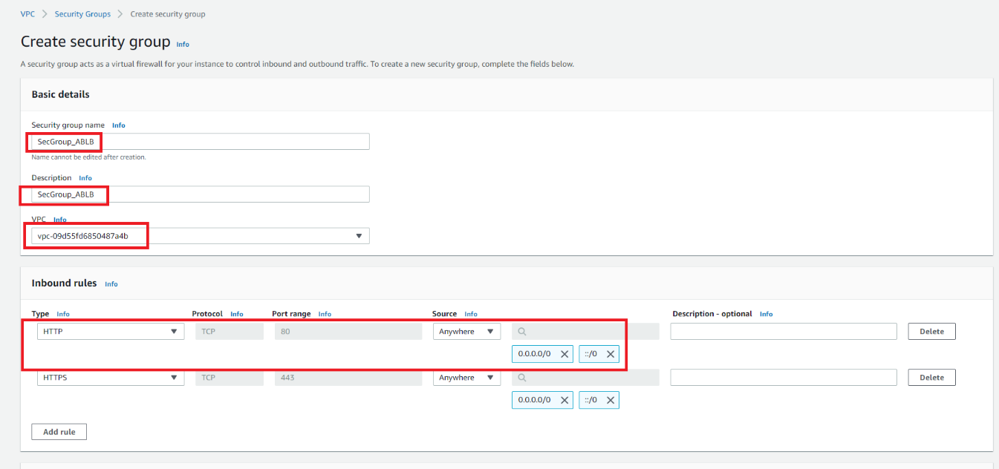 VPC > Security Groups > Create security group
Create security group Info
A security group acts as a virtual firewall for your instance to control inbound and outbound traffic. To create a new security group, complete the fields below.
Basic details
Security group name Info
SecGroup_ABLB
Name cannot be edited after creation.
Description Info
SecGroup_ABLB
VPC Info
vpc-09d55fd6850487a4b
Inbound rules Info
Type Info Protocol Info Port range Info Source Info Description - optional Info
HTTP TCP 80 Anywhere Delete
0.0.0.0/0 ::/0
HTTPS TCP 443 Anywhere Delete
0.0.0.0/0 ::/0
Add rule